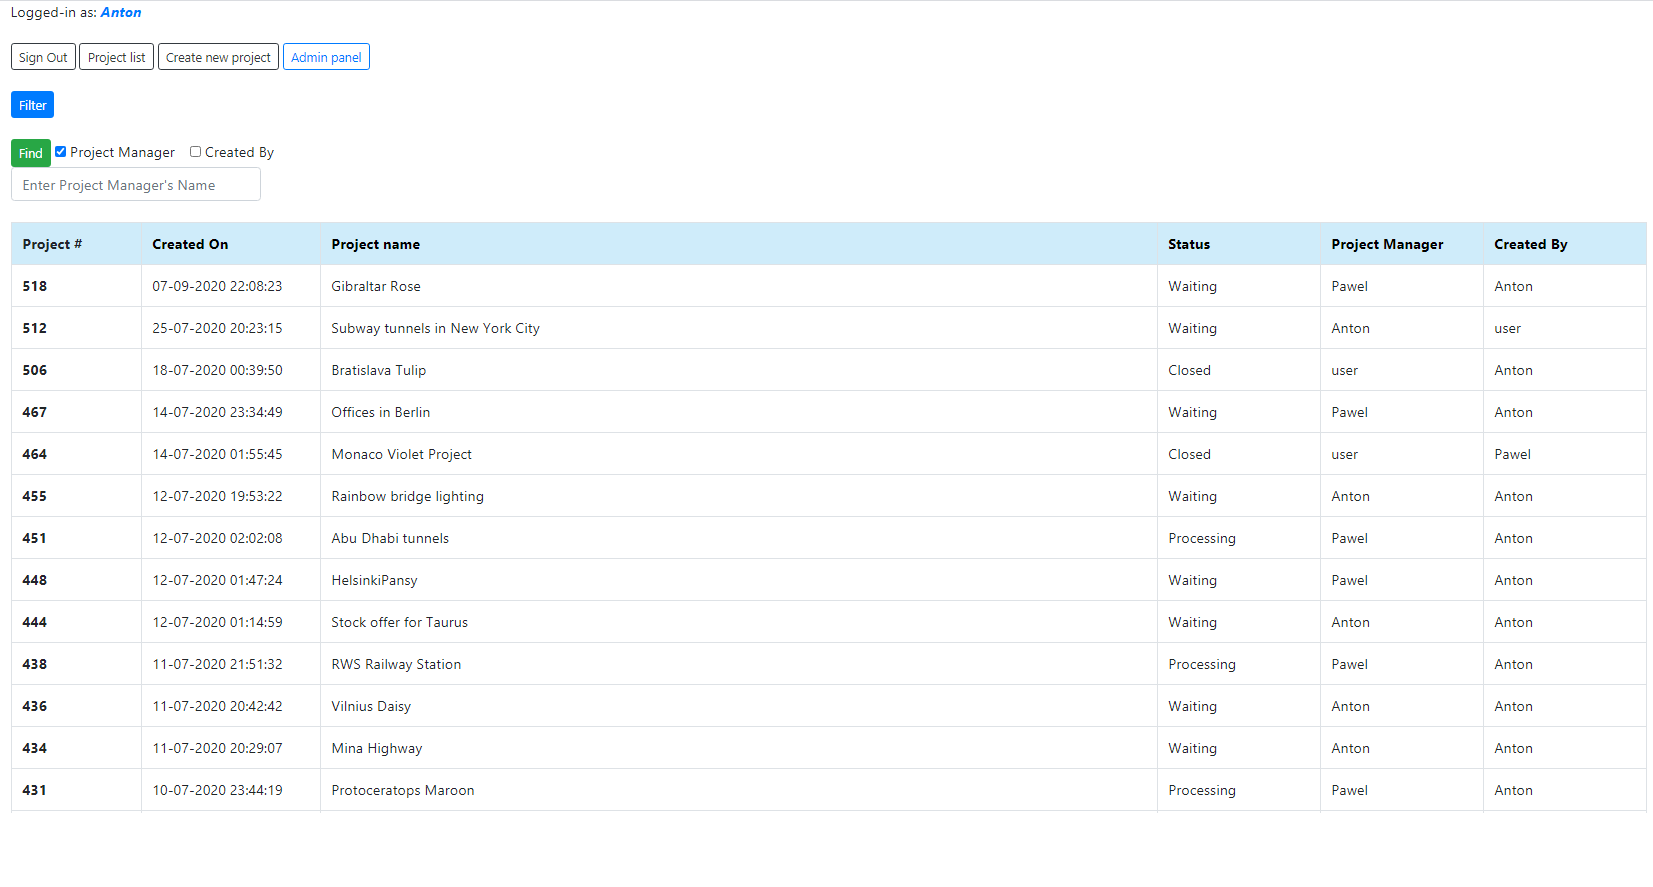 Logged-in as: Anton
Sign Out Project list Create new project Admin panel
Filter
Find Project Manager Created By
Enter Project Manager's Name
Project # Created On Project name Status Project Manager Created By
518 07-09-2020 22:08:23 Gibraltar Rose Waiting Pawel Anton
512 25-07-2020 20:23:15 Subway tunnels in New York City Waiting Anton user
506 18-07-2020 00:39:50 Bratislava Tulip Closed user Anton
467 14-07-2020 23:34:49 Offices in Berlin Waiting Pawel Anton
464 14-07-2020 01:55:45 Monaco Violet Project Closed user Pawel
455 12-07-2020 19:53:22 Rainbow bridge lighting Waiting Anton Anton
451 12-07-2020 02:02:08 Abu Dhabi tunnels Processing Pawel Anton
448 12-07-2020 01:47:24 HelsinkiPansy Waiting Pawel Anton
444 12-07-2020 01:14:59 Stock offer for Taurus Waiting Anton Anton
438 11-07-2020 21:51:32 RWS Railway Station Processing Pawel Anton
436 11-07-2020 20:42:42 Vilnius Daisy Waiting Anton Anton
434 11-07-2020 20:29:07 Mina Highway Waiting Anton Anton
431 10-07-2020 23:44:19 Protoceratops Maroon Processing Pawel Anton